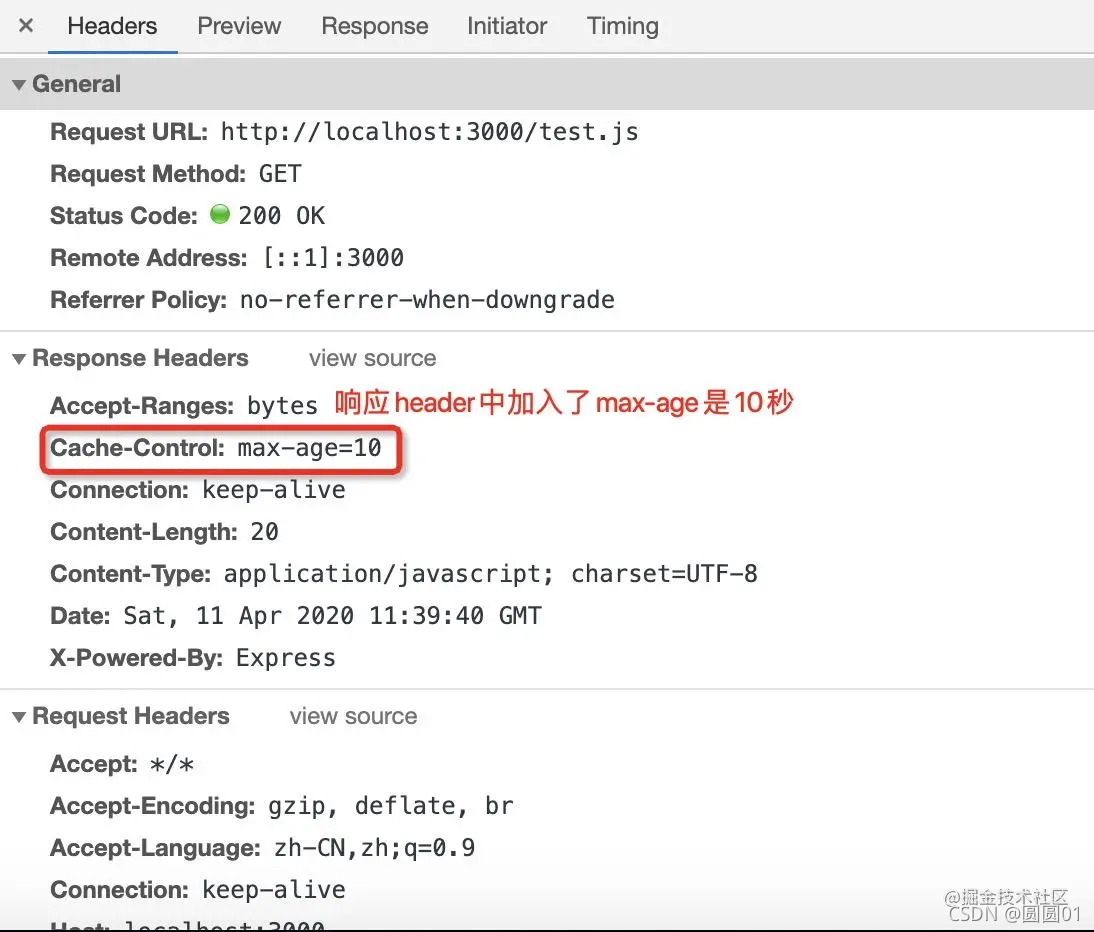 × Headers Preview Response Initiator Timing
▼ General
Request URL: http://localhost:3000/test.js
Request Method: GET
Status Code: 200 OK
Remote Address: [::1]:3000
Referrer Policy: no-referrer-when-downgrade
▼ Response Headers view source
Accept-Ranges: bytes 响应header中加入了max-age是10秒
Cache-Control: max-age=10
Connection: keep-alive
Content-Length: 20
Content-Type: application/javascript; charset=UTF-8
Date: Sat, 11 Apr 2020 11:39:40 GMT
X-Powered-By: Express
▼ Request Headers view source
Accept: */*
Accept-Encoding: gzip, deflate, br
Accept-Language: zh-CN,zh;q=0.9
Connection: keep-alive
Host: localhost:3000
@掘金技术社区
CSDN @圆圆01